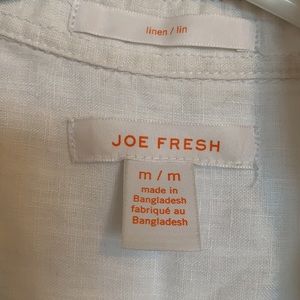 linen / lin
JOE FRESH
m / m
made in
Bangladesh
fabriqué au
Bangladesh